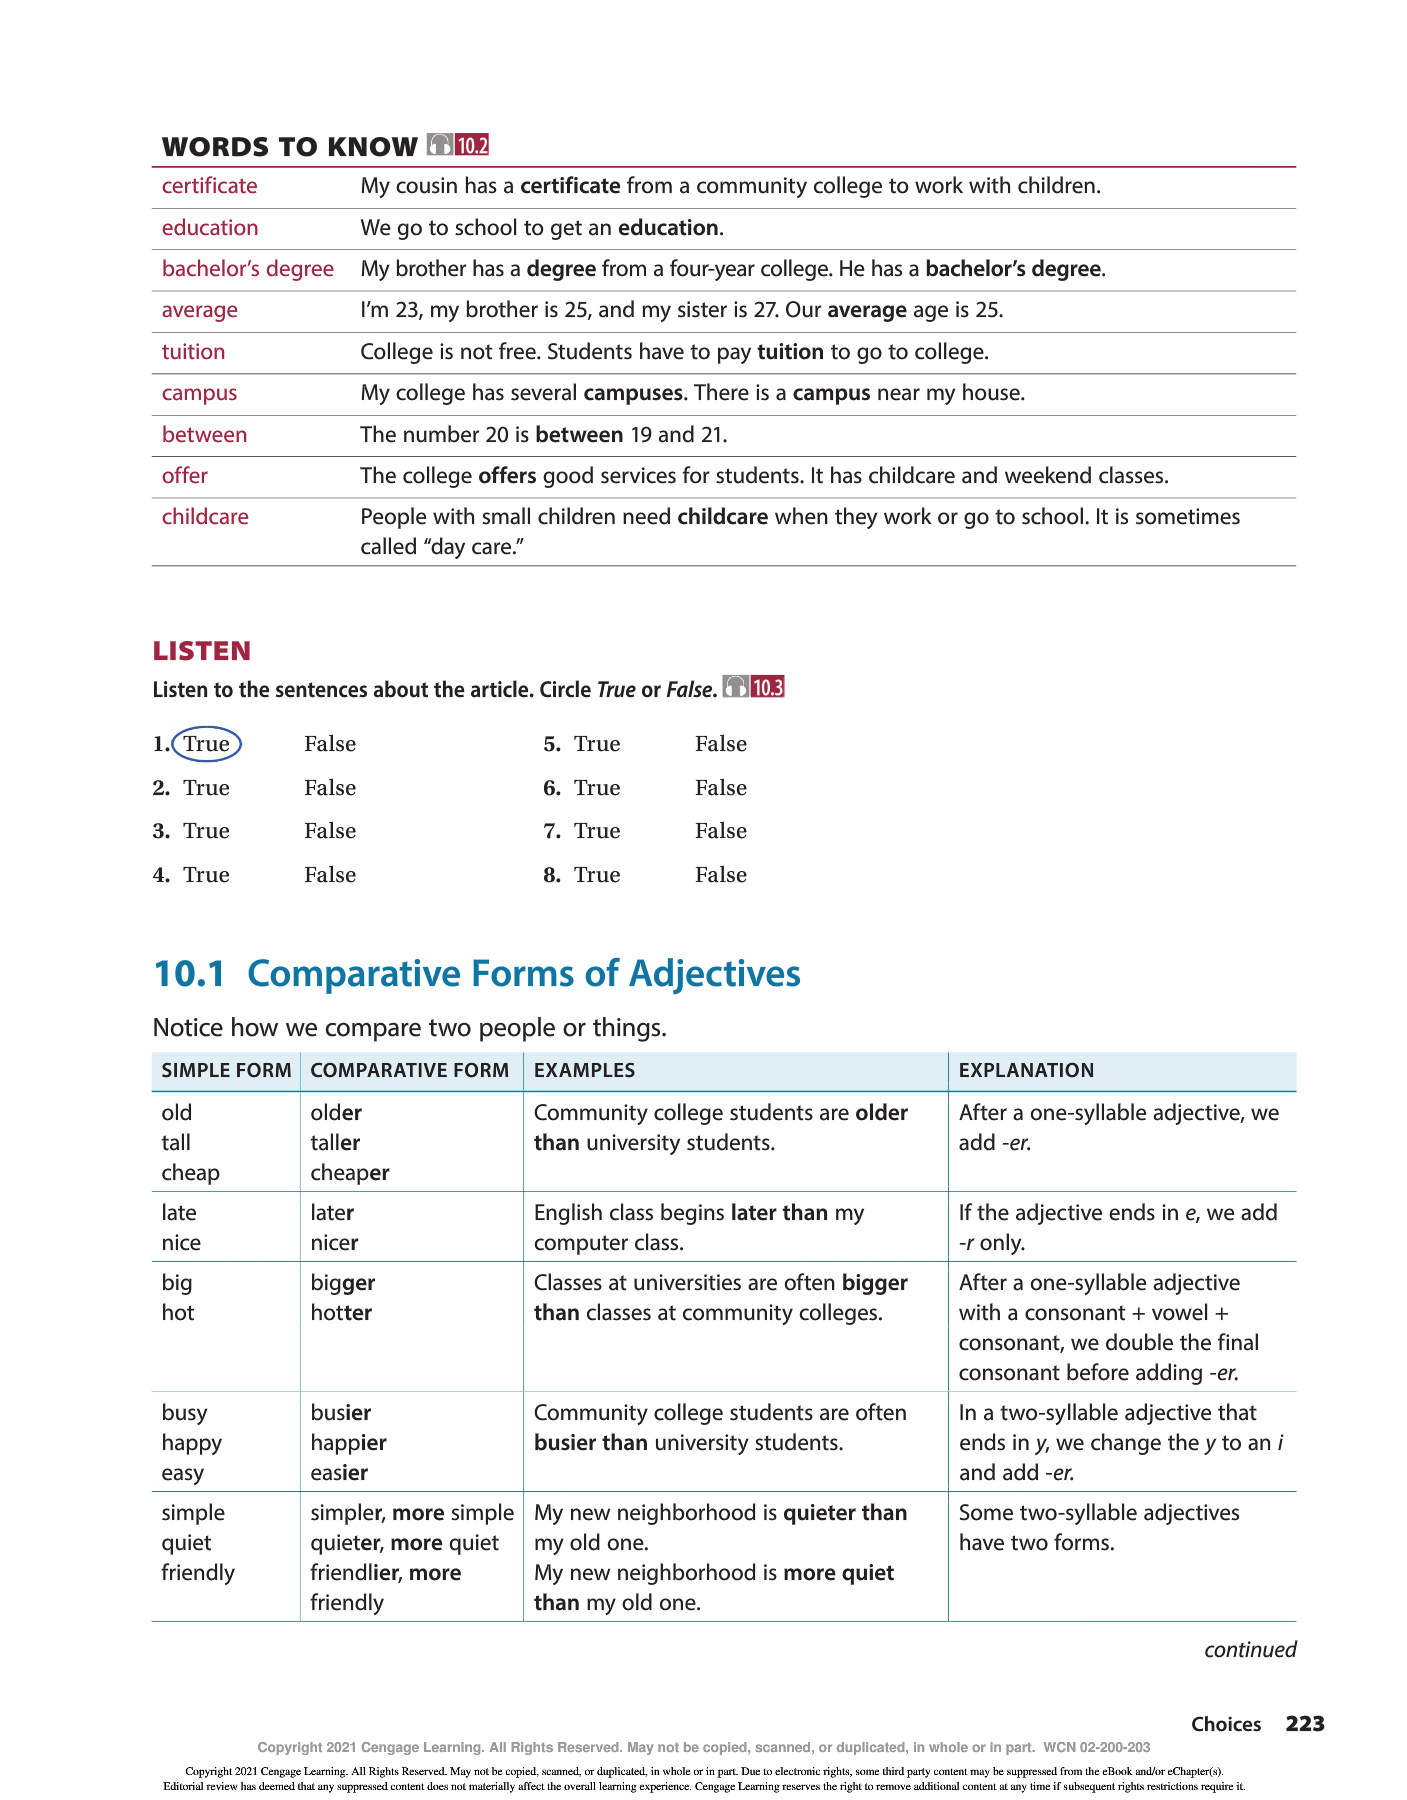 WORDS TO KNOW 10.2
certificate My cousin has a certificate from a community college to work with children.
education We go to school to get an education.
bachelor’s degree My brother has a degree from a four-year college. He has a bachelor’s degree.
average I’m 23, my brother is 25, and my sister is 27. Our average age is 25.
tuition College is not free. Students have to pay tuition to go to college.
campus My college has several campuses. There is a campus near my house.
between The number 20 is between 19 and 21.
offer The college offers good services for students. It has childcare and weekend classes.
childcare People with small children need childcare when they work or go to school. It is sometimes
called “day care.”
LISTEN
Listen to the sentences about the article. Circle True or False. 10.3
1. True False
2. True False
3. True False
4. True False
5. True False
6. True False
7. True False
8. True False
10.1 Comparative Forms of Adjectives
Notice how we compare two people or things.
SIMPLE FORM COMPARATIVE FORM EXAMPLES EXPLANATION
old older Community college students are older After a one-syllable adjective, we
tall taller than university students. add -er.
cheap cheaper
late later English class begins later than my If the adjective ends in e, we add
nice nicer computer class. -r only.
big bigger Classes at universities are often bigger After a one-syllable adjective
hot hotter than classes at community colleges. with a consonant + vowel +
consonant, we double the final
consonant before adding -er.
busy busier Community college students are often In a two-syllable adjective that
happy happier busier than university students. ends in y, we change the y to an i
easy easier and add -er.
simple simpler, more simple My new neighborhood is quieter than Some two-syllable adjectives
quiet quieter, more quiet my old one. have two forms.
friendly friendlier, more My new neighborhood is more quiet
friendly than my old one.
continued
Choices 223
Copyright 2021 Cengage Learning. All Rights Reserved. May not be copied, scanned, or duplicated, in whole or in part. WCN 02-200-203
Copyright 2021 Cengage Learning. All Rights Reserved. May not be copied, scanned, or duplicated, in whole or in part. Due to electronic rights, some third party content may be suppressed from the eBook and/or eChapter(s).
Editorial review has deemed that any suppressed content does not materially affect the overall learning experience. Cengage Learning reserves the right to remove additional content at any time if subsequent rights restrictions require it.